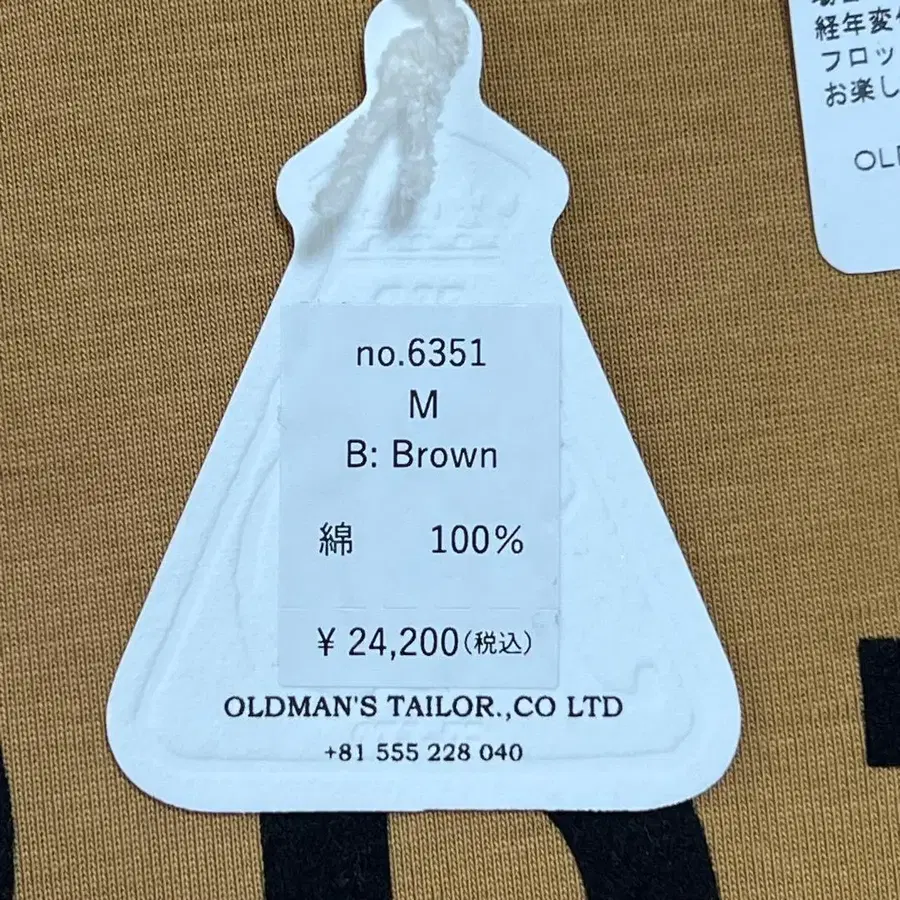 経年変
フロッ
お楽し
OL
no.6351
M
B: Brown
綿 100%
¥ 24,200(税込)
OLDMAN'S TAILOR.,CO LTD
+81 555 228 040